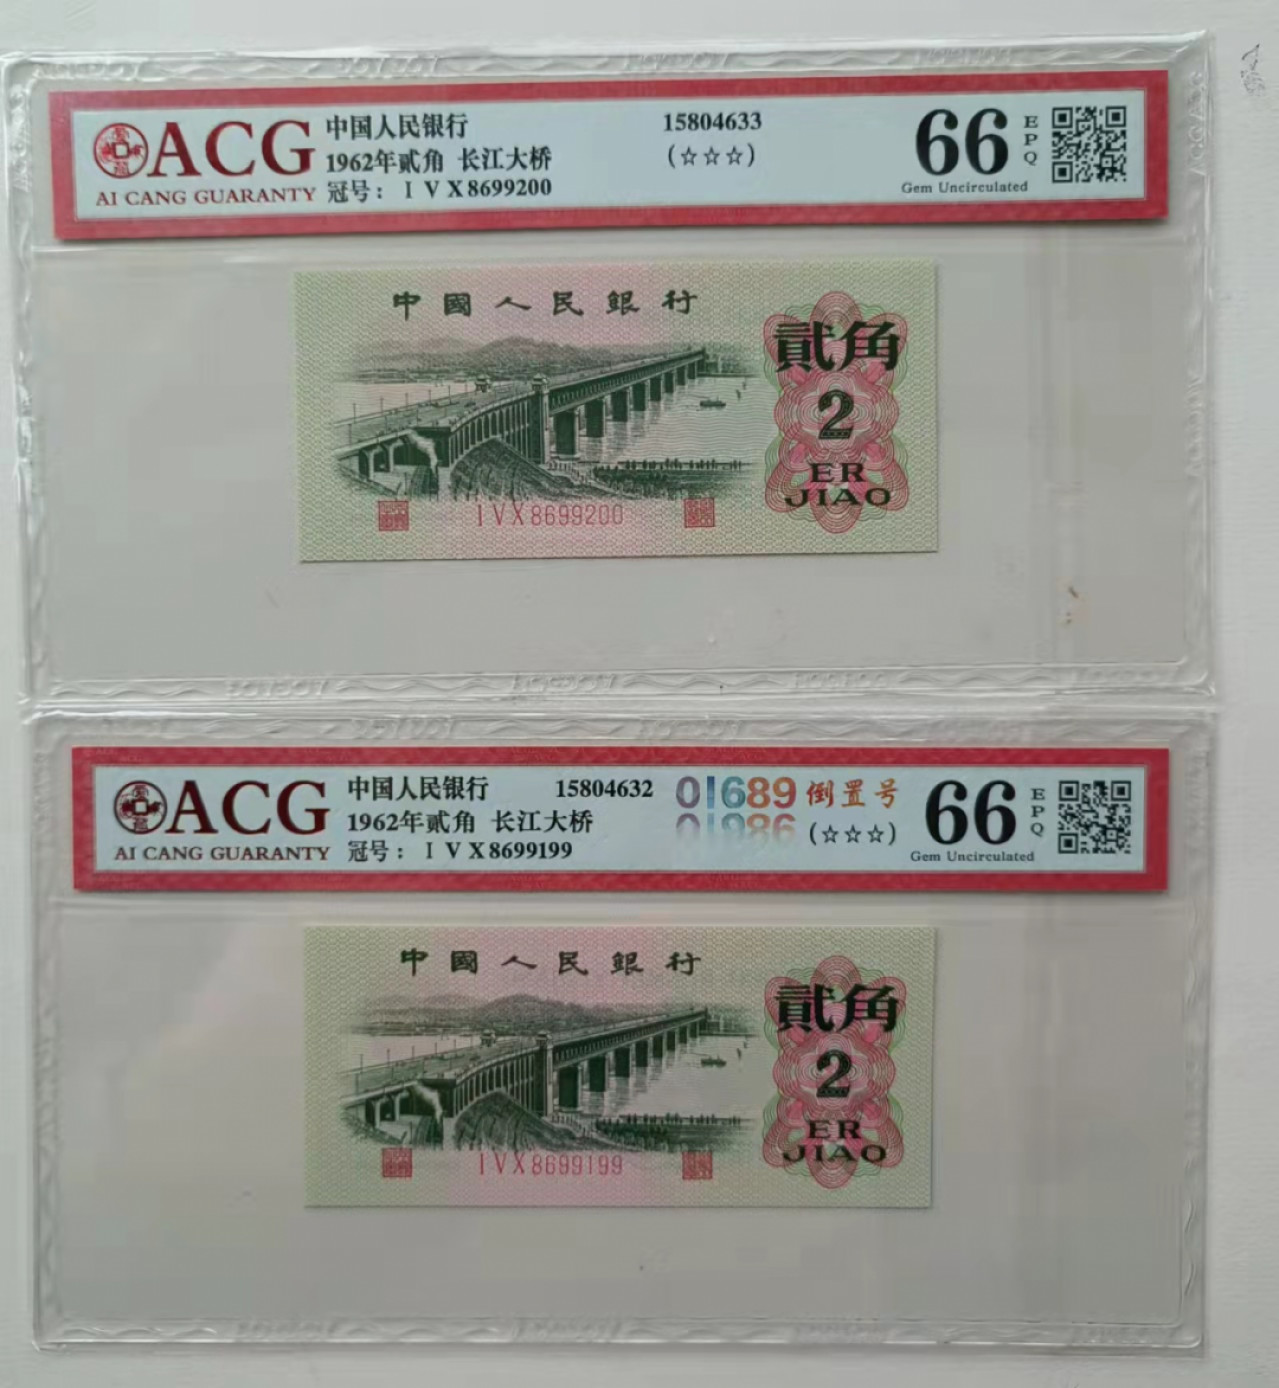 ACG
AI CANG GUARANTY
中国人民银行
1962年贰角 长江大桥
冠号：ⅠⅤⅩ8699200
15804633
(☆☆☆)
66
EPQ
Gem Uncirculated
中國人民銀行
貳角
2
ER
JIAO
IVX8699200
ACG
AI CANG GUARANTY
中国人民银行
1962年贰角 长江大桥
冠号：ⅠⅤⅩ8699199
15804632
01689 倒置号
(☆☆☆)
66
EPQ
Gem Uncirculated
中國人民銀行
貳角
2
ER
JIAO
IVX8699199